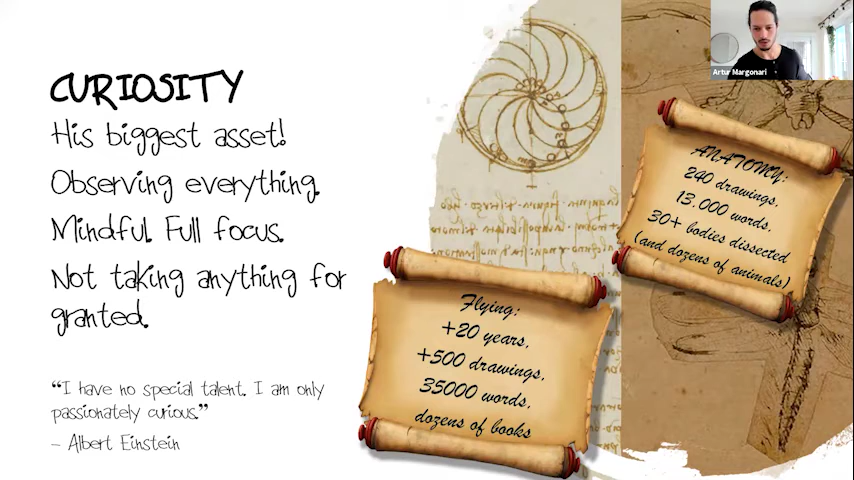 CURIOSITY
His biggest asset!
Observing everything.
Mindful. Full focus.
Not taking anything for
granted.
“I have no special talent. I am only
passionately curious.”
- Albert Einstein
Flying:
+20 years,
+500 drawings,
35000 words,
dozens of books
ANATOMY:
240 drawings,
13.000 words,
30+ bodies dissected
(and dozens of animals)
Artur Margonari